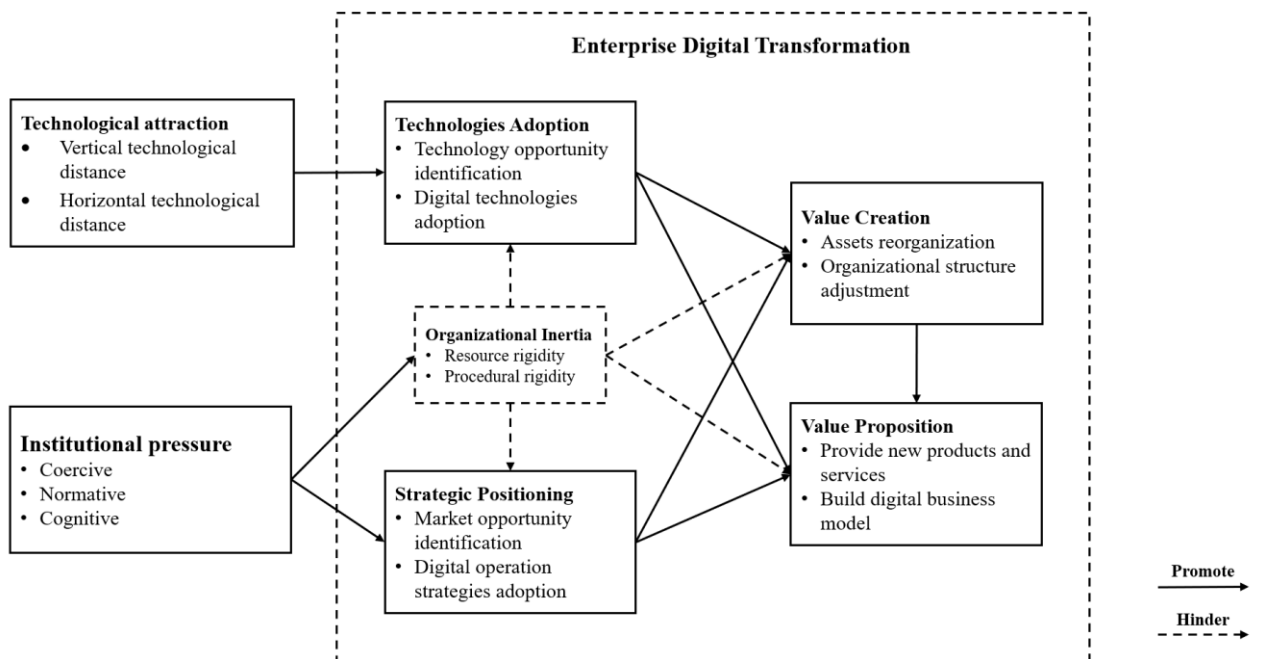 Enterprise Digital Transformation
Technological attraction
• Vertical technological
distance
• Horizontal technological
distance
Technologies Adoption
• Technology opportunity
identification
• Digital technologies
adoption
Value Creation
• Assets reorganization
• Organizational structure
adjustment
Organizational Inertia
• Resource rigidity
• Procedural rigidity
Institutional pressure
• Coercive
• Normative
• Cognitive
Strategic Positioning
• Market opportunity
identification
• Digital operation
strategies adoption
Value Proposition
• Provide new products and
services
• Build digital business
model
Promote
Hinder